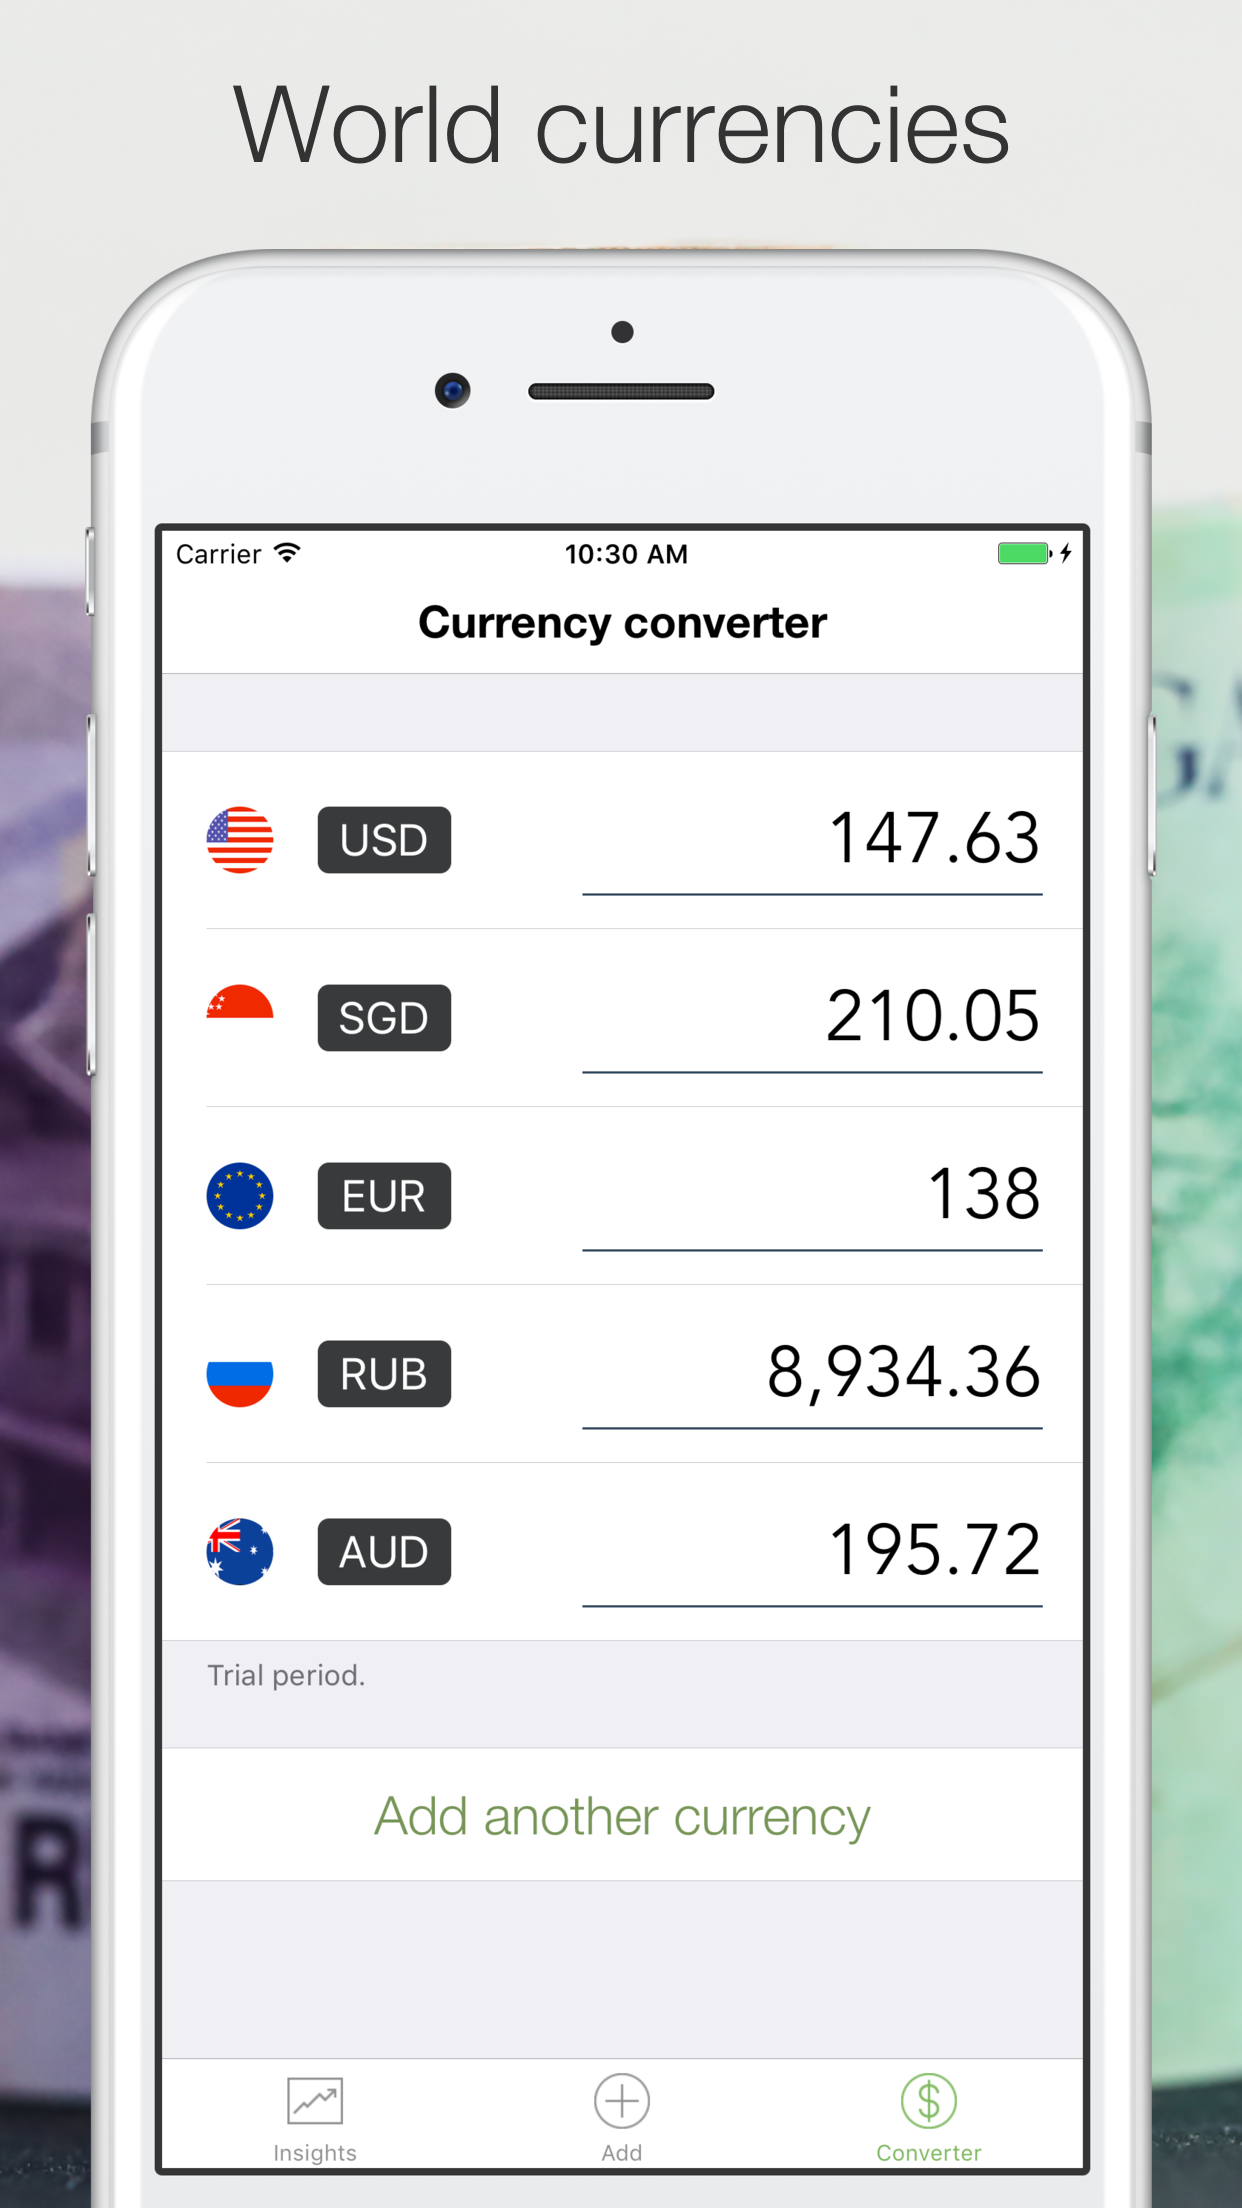 World currencies
Carrier 10:30 AM
Currency converter
USD 147.63
SGD 210.05
EUR 138
RUB 8,934.36
AUD 195.72
Trial period.
Add another currency
R
Insights Add Converter